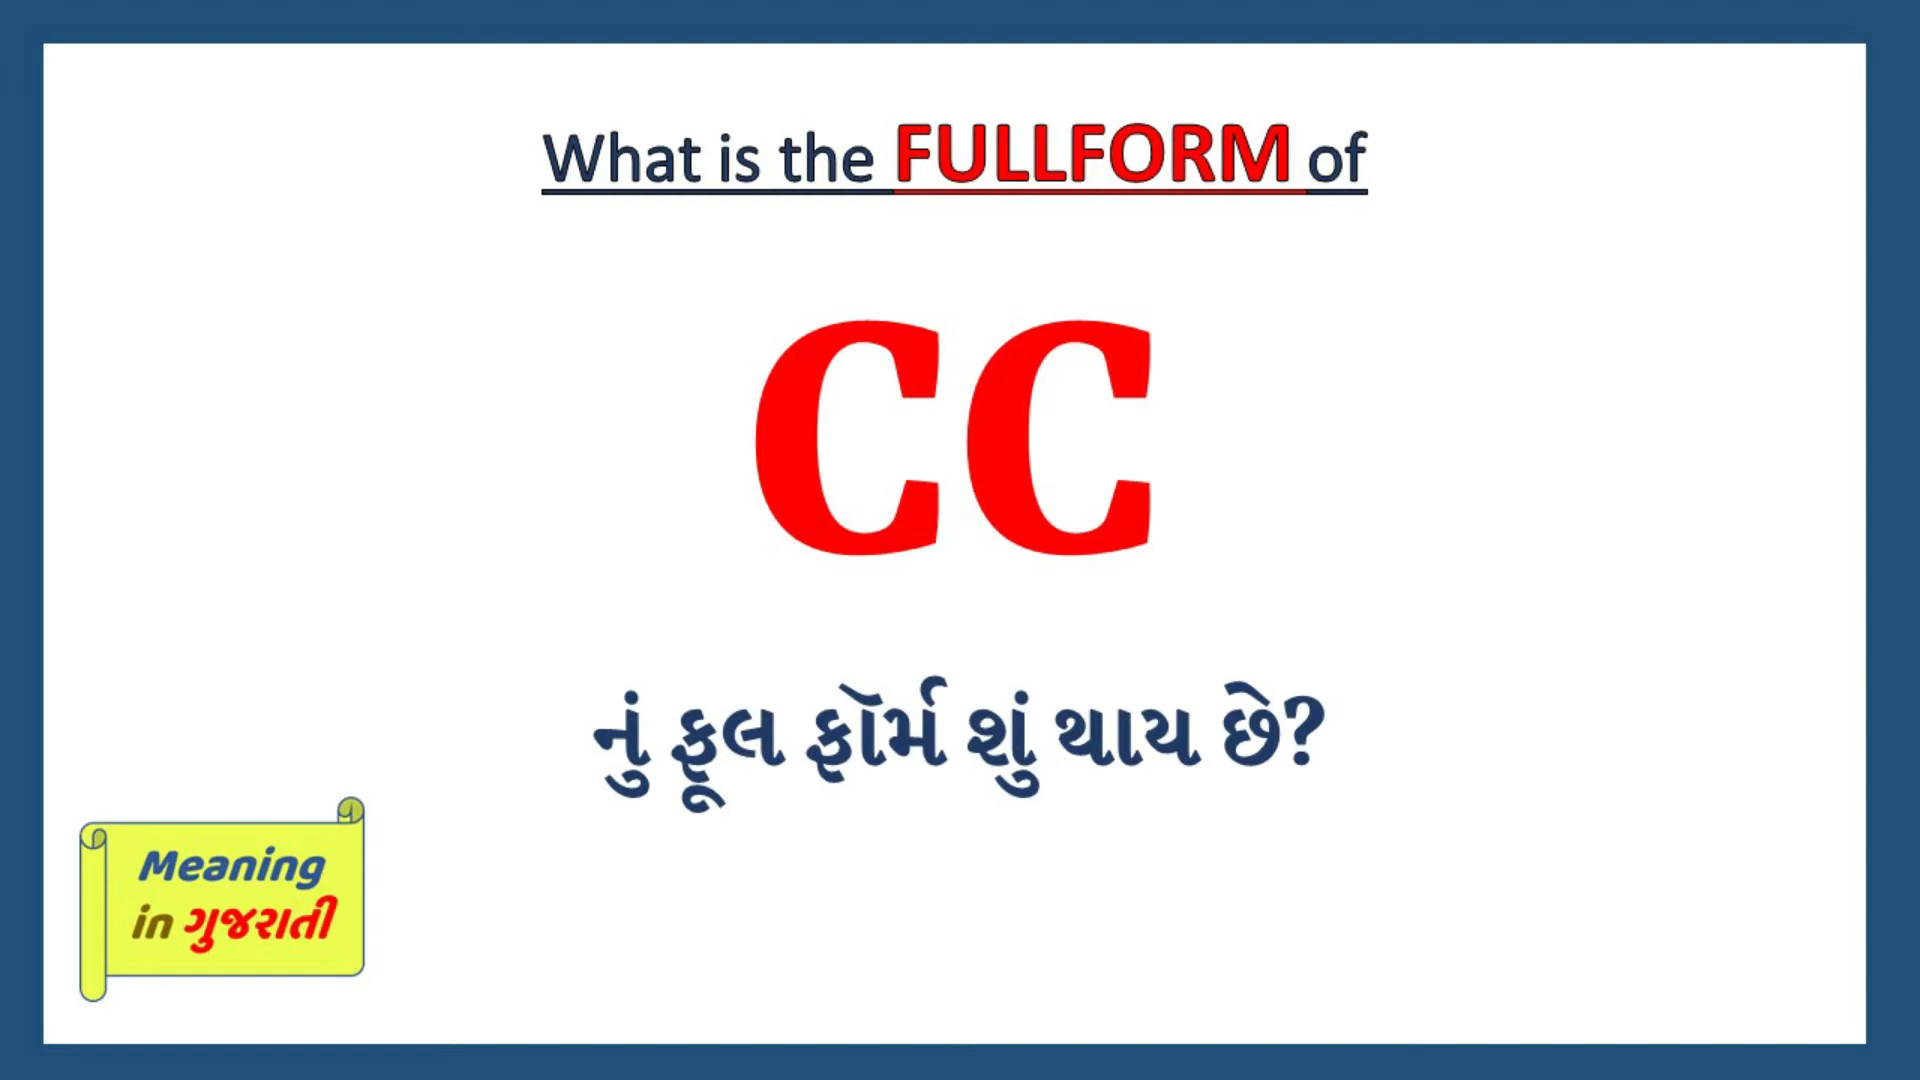 What is the FULLFORM of
CC
નું ફૂલ ફૉર્મ શું થાય છે?
Meaning
in ગુજરાતી